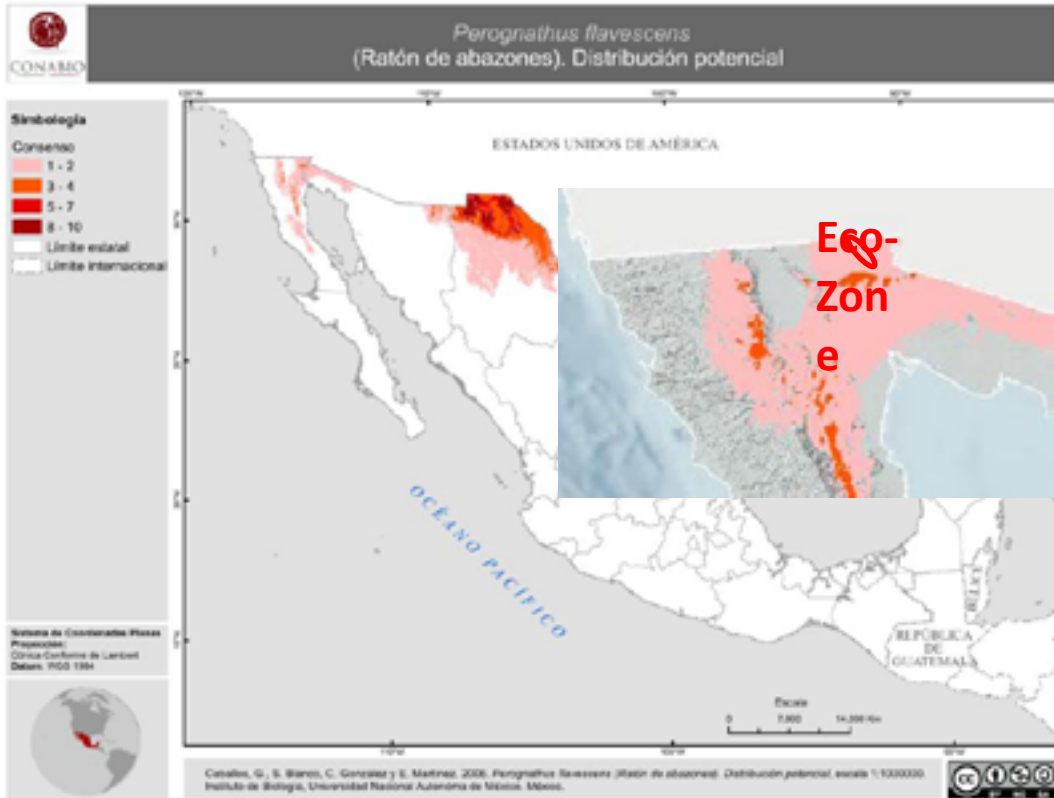 CONABIO
Perognathus flavescens
(Ratón de abazones). Distribución potencial
Simbología
Consenso
1 - 2
3 - 4
5 - 7
8 - 10
Límite estatal
Límite internacional
ESTADOS UNIDOS DE AMÉRICA
Eco-
Zon
e
OCÉANO PACÍFICO
REPÚBLICA
DE
GUATEMALA
Sistema de Coordenadas Planas
Proyección:
Cónica Conforme de Lambert
Datum: WGS 1984
Escala
0
Ceballos, G., S. Blanco, C. González y E. Martínez. 2006. Perognathus flavescens (Ratón de abazones). Distribución potencial, escala 1:1000000.
Instituto de Biología, Universidad Nacional Autónoma de México. México.